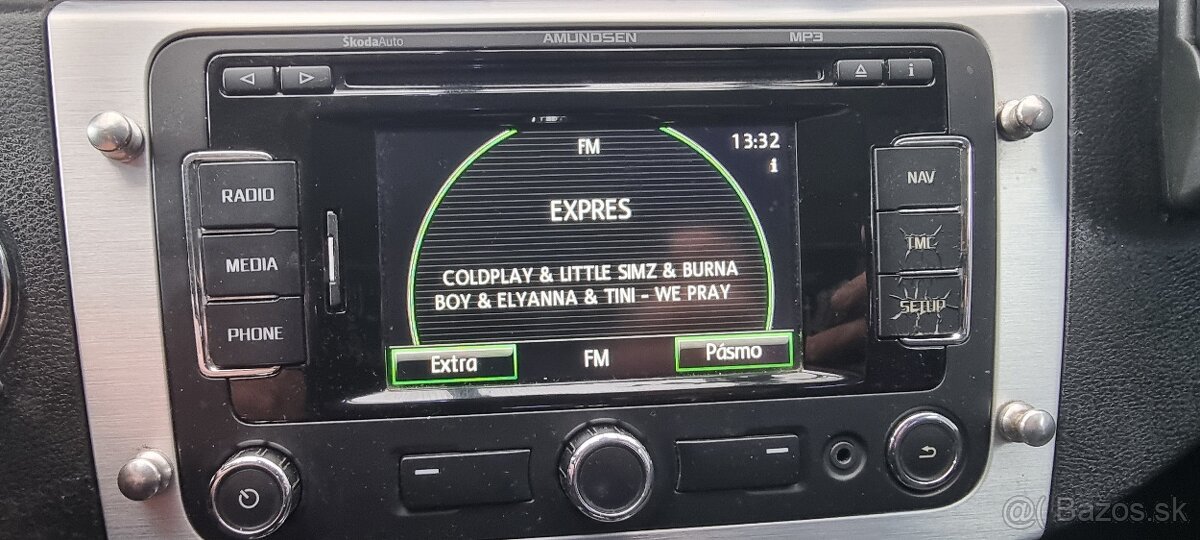 ŠkodaAuto AMUNDSEN MP3
i
FM
13:32
i
RADIO
NAV
EXPRES
TMC
MEDIA
COLDPLAY & LITTLE SIMZ & BURNA
BOY & ELYANNA & TINI - WE PRAY
SETUP
PHONE
Extra
FM
Pásmo
@( Bazos.sk